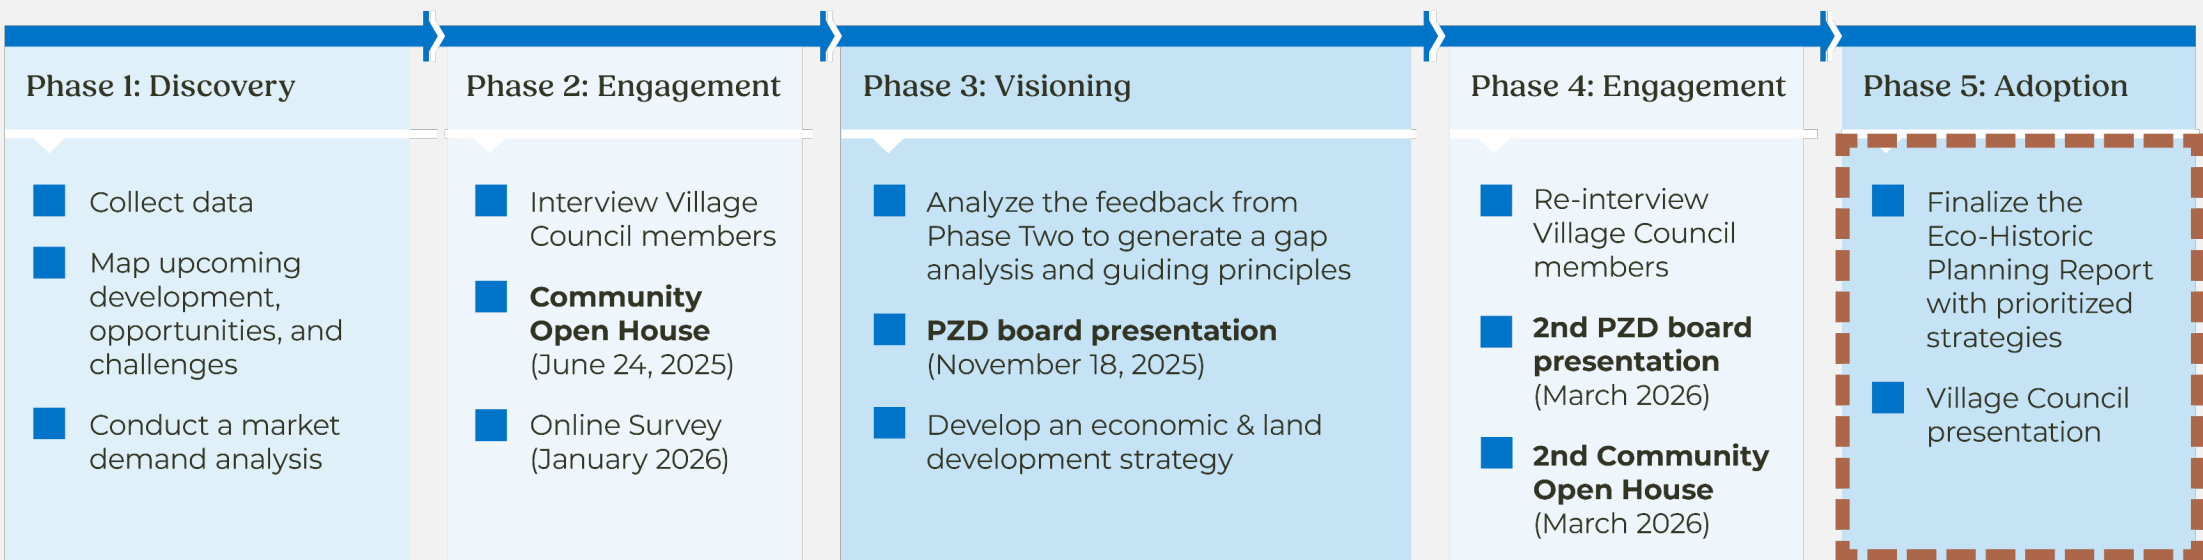 Phase 1: Discovery
Collect data
Map upcoming
development,
opportunities, and
challenges
Conduct a market
demand analysis
Phase 2: Engagement
Interview Village
Council members
Community
Open House
(June 24, 2025)
Online Survey
(January 2026)
Phase 3: Visioning
Analyze the feedback from
Phase Two to generate a gap
analysis and guiding principles
PZD board presentation
(November 18, 2025)
Develop an economic & land
development strategy
Phase 4: Engagement
Re-interview
Village Council
members
2nd PZD board
presentation
(March 2026)
2nd Community
Open House
(March 2026)
Phase 5: Adoption
Finalize the
Eco-Historic
Planning Report
with prioritized
strategies
Village Council
presentation